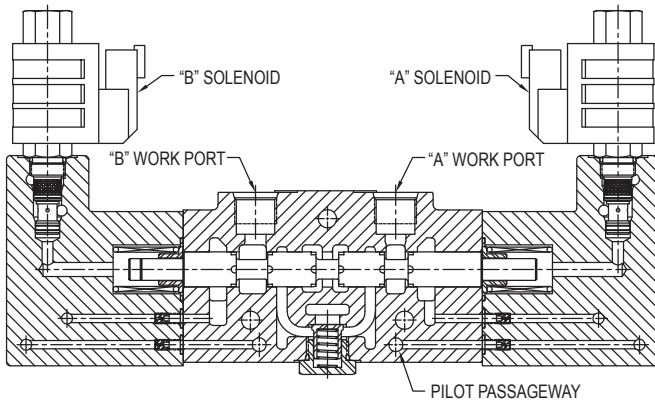 “B” SOLENOID
“A” SOLENOID
“B” WORK PORT
“A” WORK PORT
PILOT PASSAGEWAY